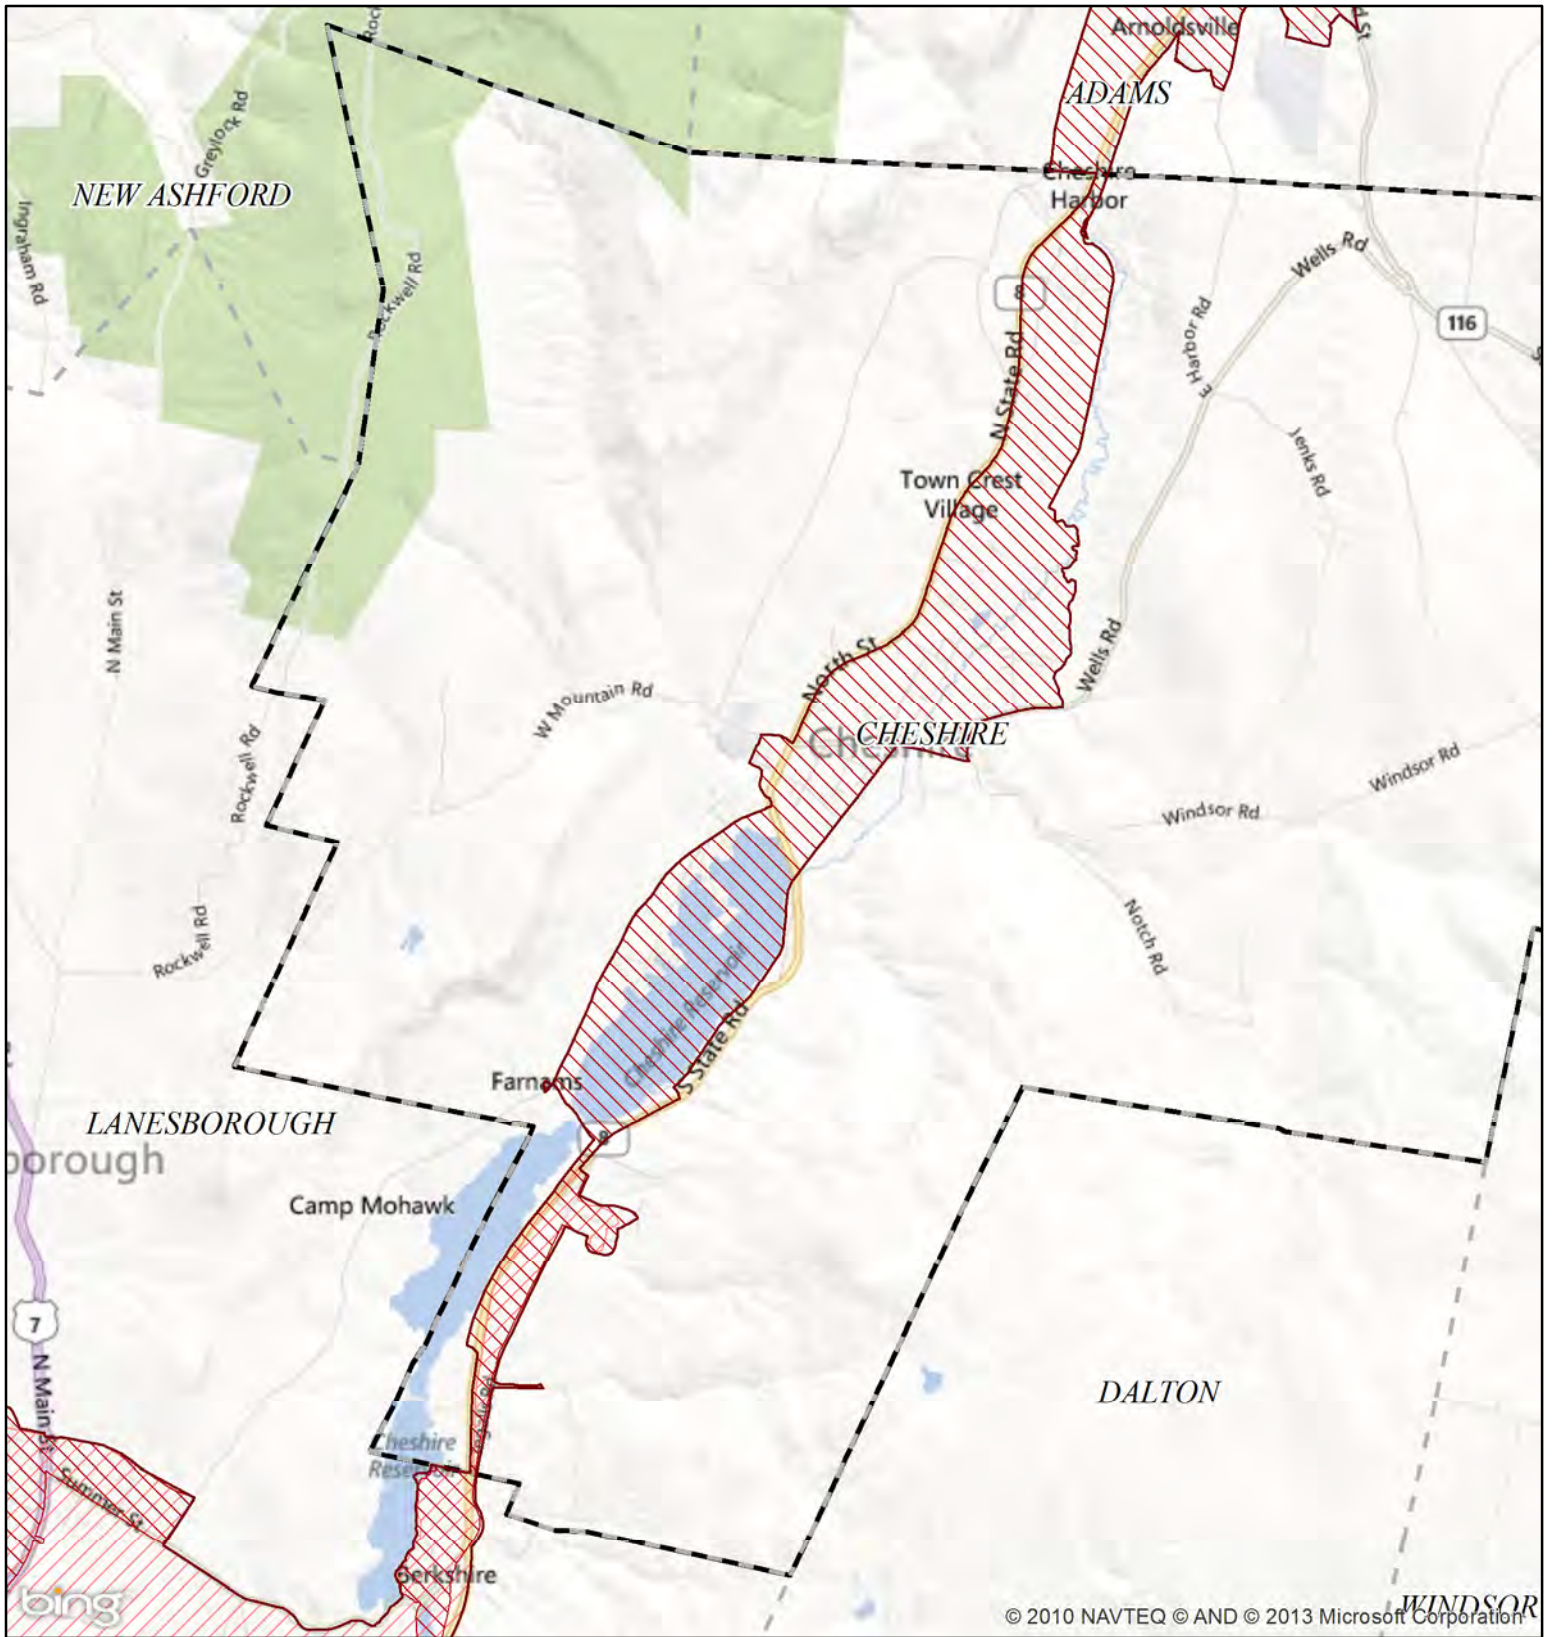 Arnoldsville
ADAMS
Greylock Rd
NEW ASHFORD
Cheshire
Harbor
Ingraham Rd
Wells Rd
Rockwell Rd
8
E Harbor Rd
116
N State Rd
Jenks Rd
Town Crest
Village
N Main St
North St
Wells Rd
W Mountain Rd
CHESHIRE
Cheshire
Rockwell Rd
Windsor Rd
Windsor Rd
Rockwell Rd
Notch Rd
Cheshire Reservoir
S State Rd
Farnams
LANESBOROUGH
borough
8
Camp Mohawk
7
N Main St
DALTON
Cheshire
Reservoir
Summer St
Berkshire
bing
WINDSOR
© 2010 NAVTEQ © AND © 2013 Microsoft Corporation